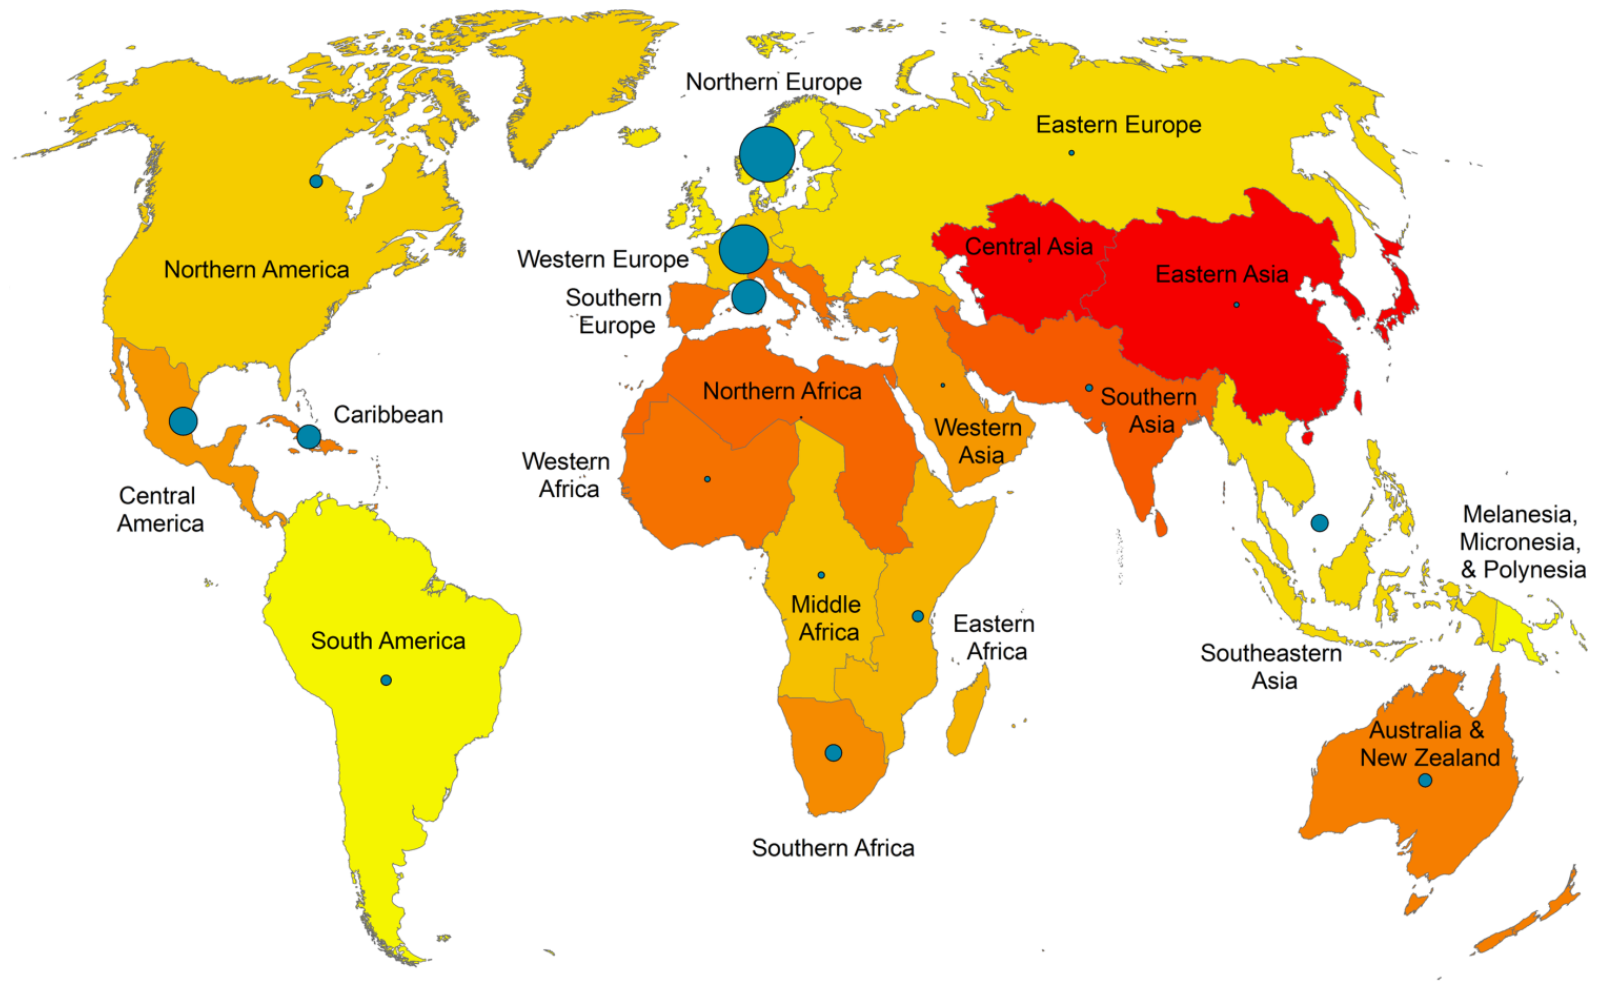 Northern Europe
Eastern Europe
Northern America
Western Europe
Central Asia
Eastern Asia
Southern
Europe
Northern Africa
Southern
Asia
Caribbean
Western
Asia
Western
Africa
Central
America
Melanesia,
Micronesia,
& Polynesia
Middle
Africa
Eastern
Africa
South America
Southeastern
Asia
Australia &
New Zealand
Southern Africa